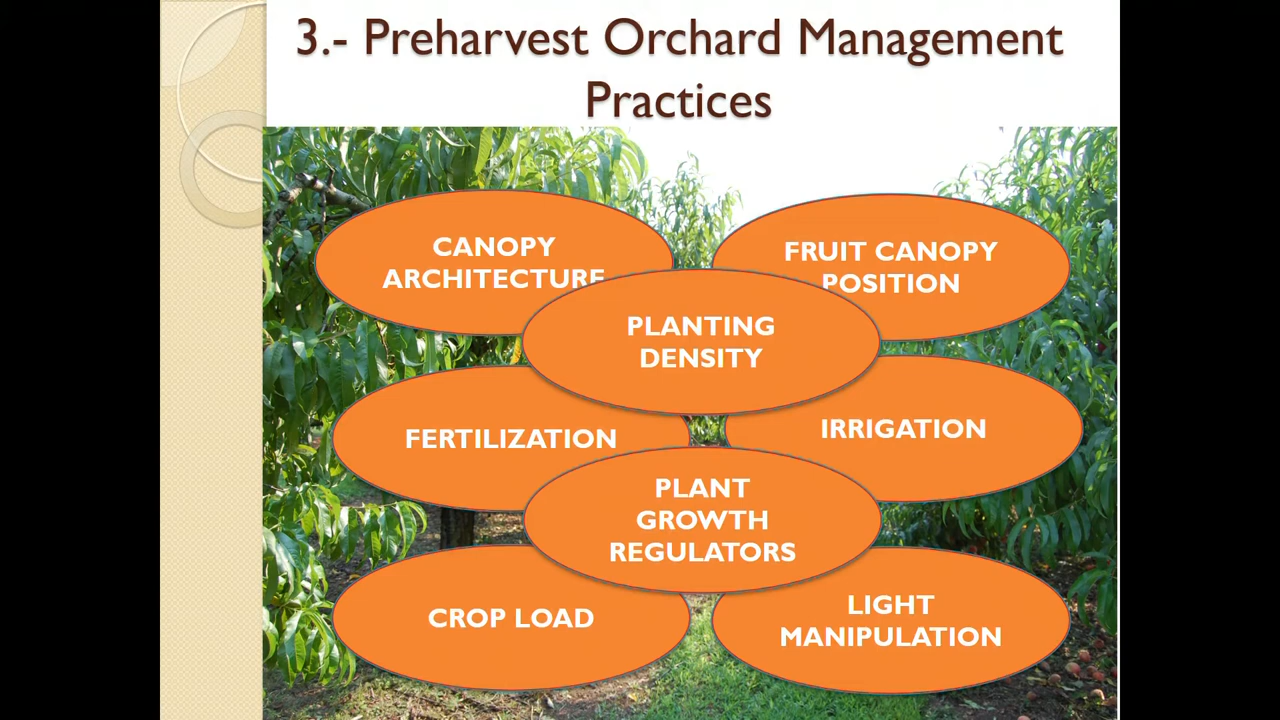 3.- Preharvest Orchard Management
Practices
CANOPY
ARCHITECTURE
FRUIT CANOPY
POSITION
PLANTING
DENSITY
FERTILIZATION
IRRIGATION
PLANT
GROWTH
REGULATORS
CROP LOAD
LIGHT
MANIPULATION